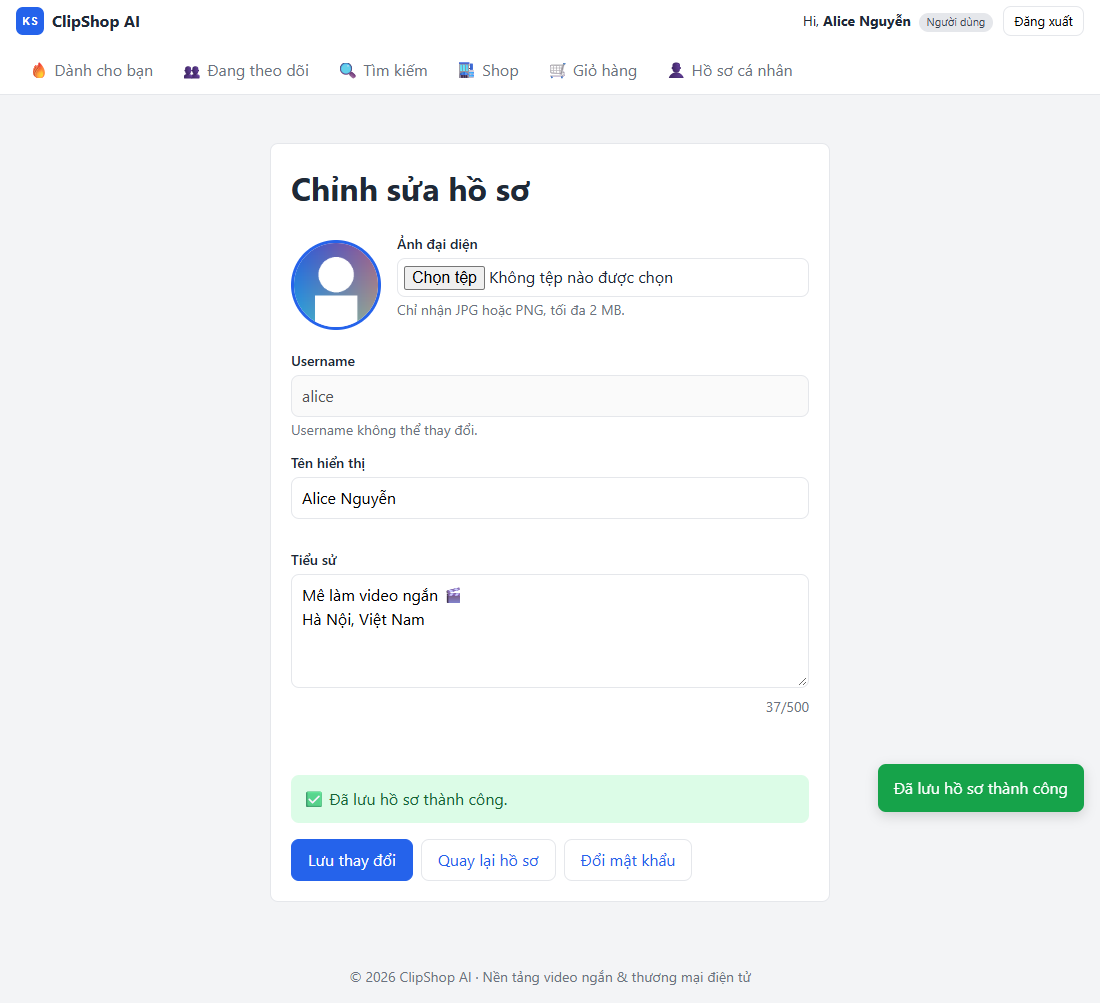 KS ClipShop AI
Hi, Alice Nguyễn Người dùng Đăng xuất
🔥 Dành cho bạn 👥 Đang theo dõi 🔍 Tìm kiếm 🏪 Shop 🛒 Giỏ hàng 👤 Hồ sơ cá nhân
Chỉnh sửa hồ sơ
Ảnh đại diện
Chọn tệp Không tệp nào được chọn
Chỉ nhận JPG hoặc PNG, tối đa 2 MB.
Username
alice
Username không thể thay đổi.
Tên hiển thị
Alice Nguyễn
Tiểu sử
Mê làm video ngắn 🎬
Hà Nội, Việt Nam
37/500
✅ Đã lưu hồ sơ thành công.
Đã lưu hồ sơ thành công
Lưu thay đổi Quay lại hồ sơ Đổi mật khẩu
© 2026 ClipShop AI · Nền tảng video ngắn & thương mại điện tử